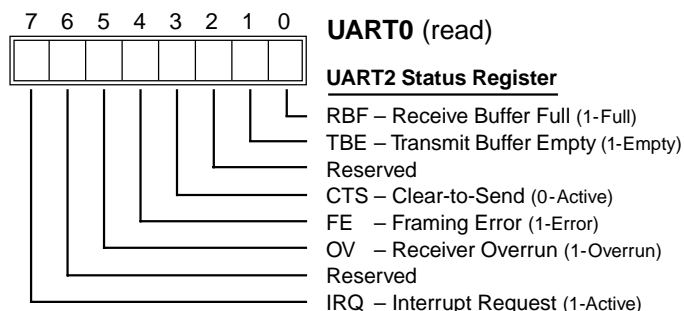 7 6 5 4 3 2 1 0
UART0 (read)
UART2 Status Register
RBF – Receive Buffer Full (1-Full)
TBE – Transmit Buffer Empty (1-Empty)
Reserved
CTS – Clear-to-Send (0-Active)
FE – Framing Error (1-Error)
OV – Receiver Overrun (1-Overrun)
Reserved
IRQ – Interrupt Request (1-Active)